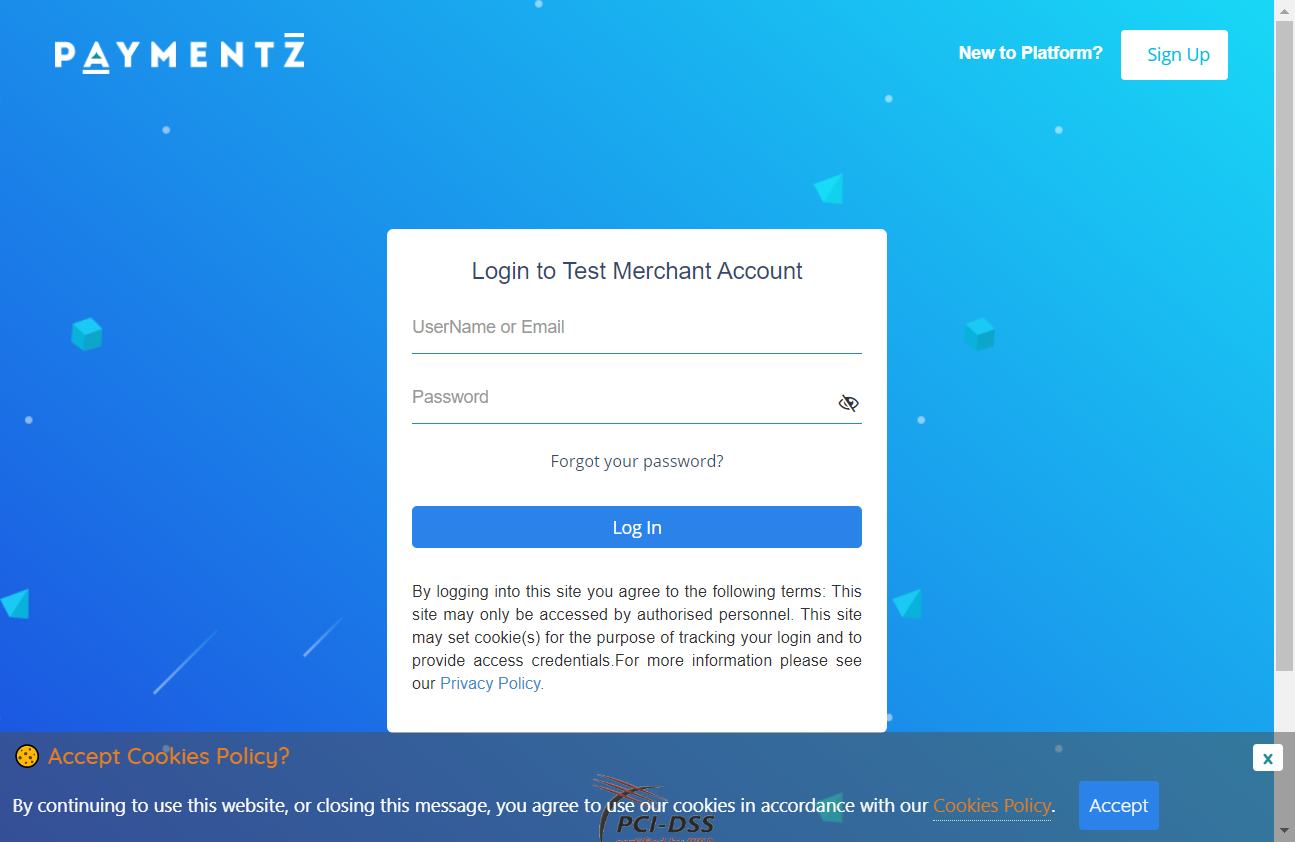 PAYMENTZ
New to Platform?
Sign Up
Login to Test Merchant Account
UserName or Email
Password
Forgot your password?
Log In
By logging into this site you agree to the following terms: This
site may only be accessed by authorised personnel. This site
may set cookie(s) for the purpose of tracking your login and to
provide access credentials.For more information please see
our Privacy Policy.
Accept Cookies Policy?
x
By continuing to use this website, or closing this message, you agree to use our cookies in accordance with our Cookies Policy.
Accept
PCI-DSS